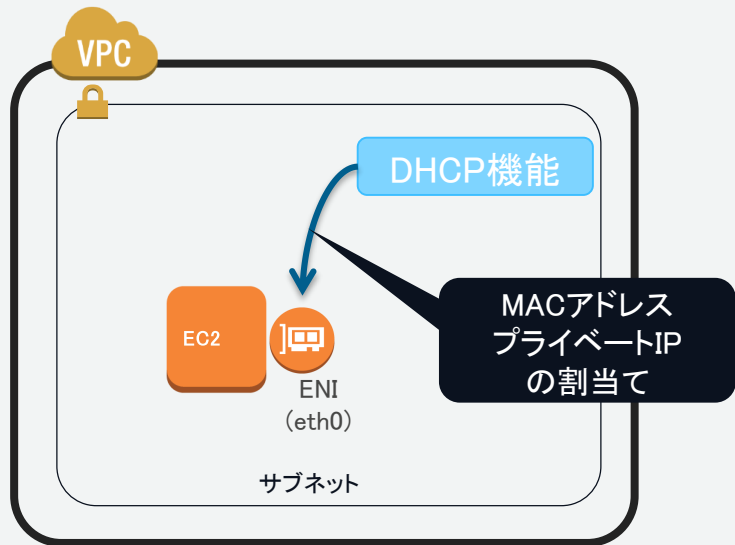 VPC
DHCP機能
MACアドレス
プライベートIP
の割当て
EC2
ENI
(eth0)
サブネット